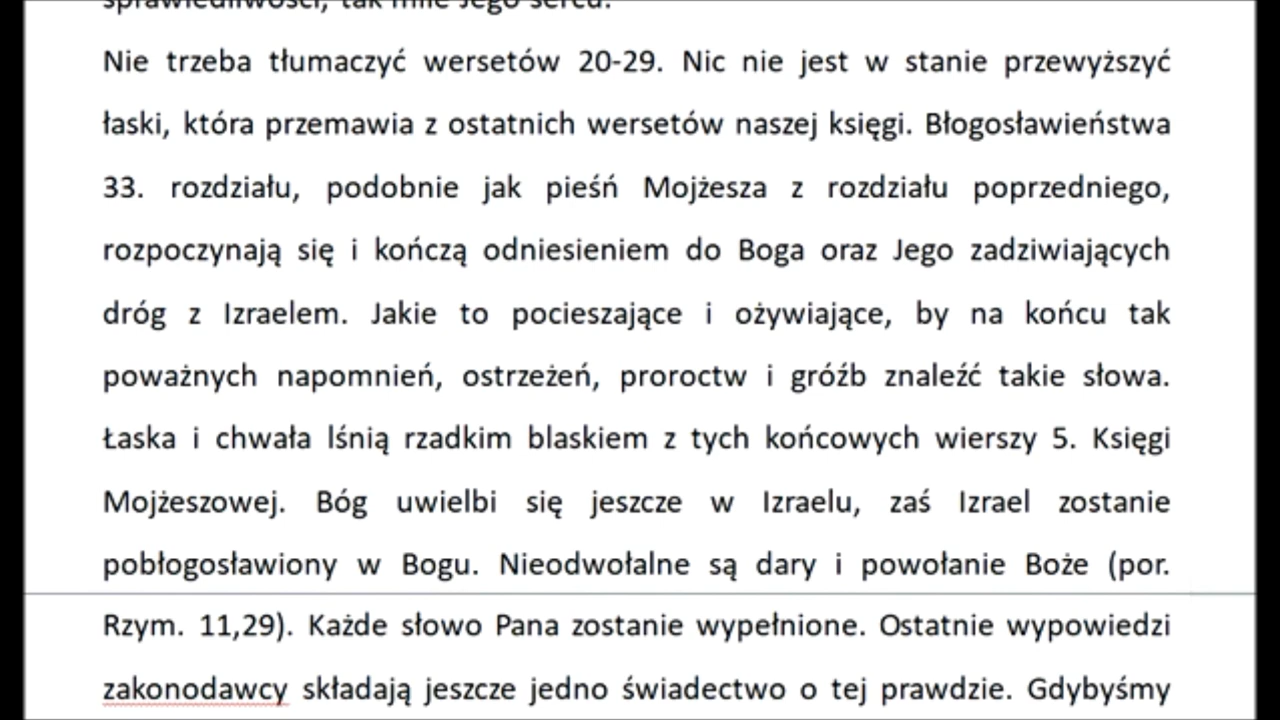 sprawiedliwości, tak miłe Jego sercu.
Nie trzeba tłumaczyć wersetów 20-29. Nic nie jest w stanie przewyższyć
łaski, która przemawia z ostatnich wersetów naszej księgi. Błogosławieństwa
33. rozdziału, podobnie jak pieśń Mojżesza z rozdziału poprzedniego,
rozpoczynają się i kończą odniesieniem do Boga oraz Jego zadziwiających
dróg z Izraelem. Jakie to pocieszające i ożywiające, by na końcu tak
poważnych napomnień, ostrzeżeń, proroctw i gróźb znaleźć takie słowa.
Łaska i chwała lśnią rzadkim blaskiem z tych końcowych wierszy 5. Księgi
Mojżeszowej. Bóg uwielbi się jeszcze w Izraelu, zaś Izrael zostanie
pobłogosławiony w Bogu. Nieodwołalne są dary i powołanie Boże (por.
Rzym. 11,29). Każde słowo Pana zostanie wypełnione. Ostatnie wypowiedzi
zakonodawcy składają jeszcze jedno świadectwo o tej prawdzie. Gdybyśmy